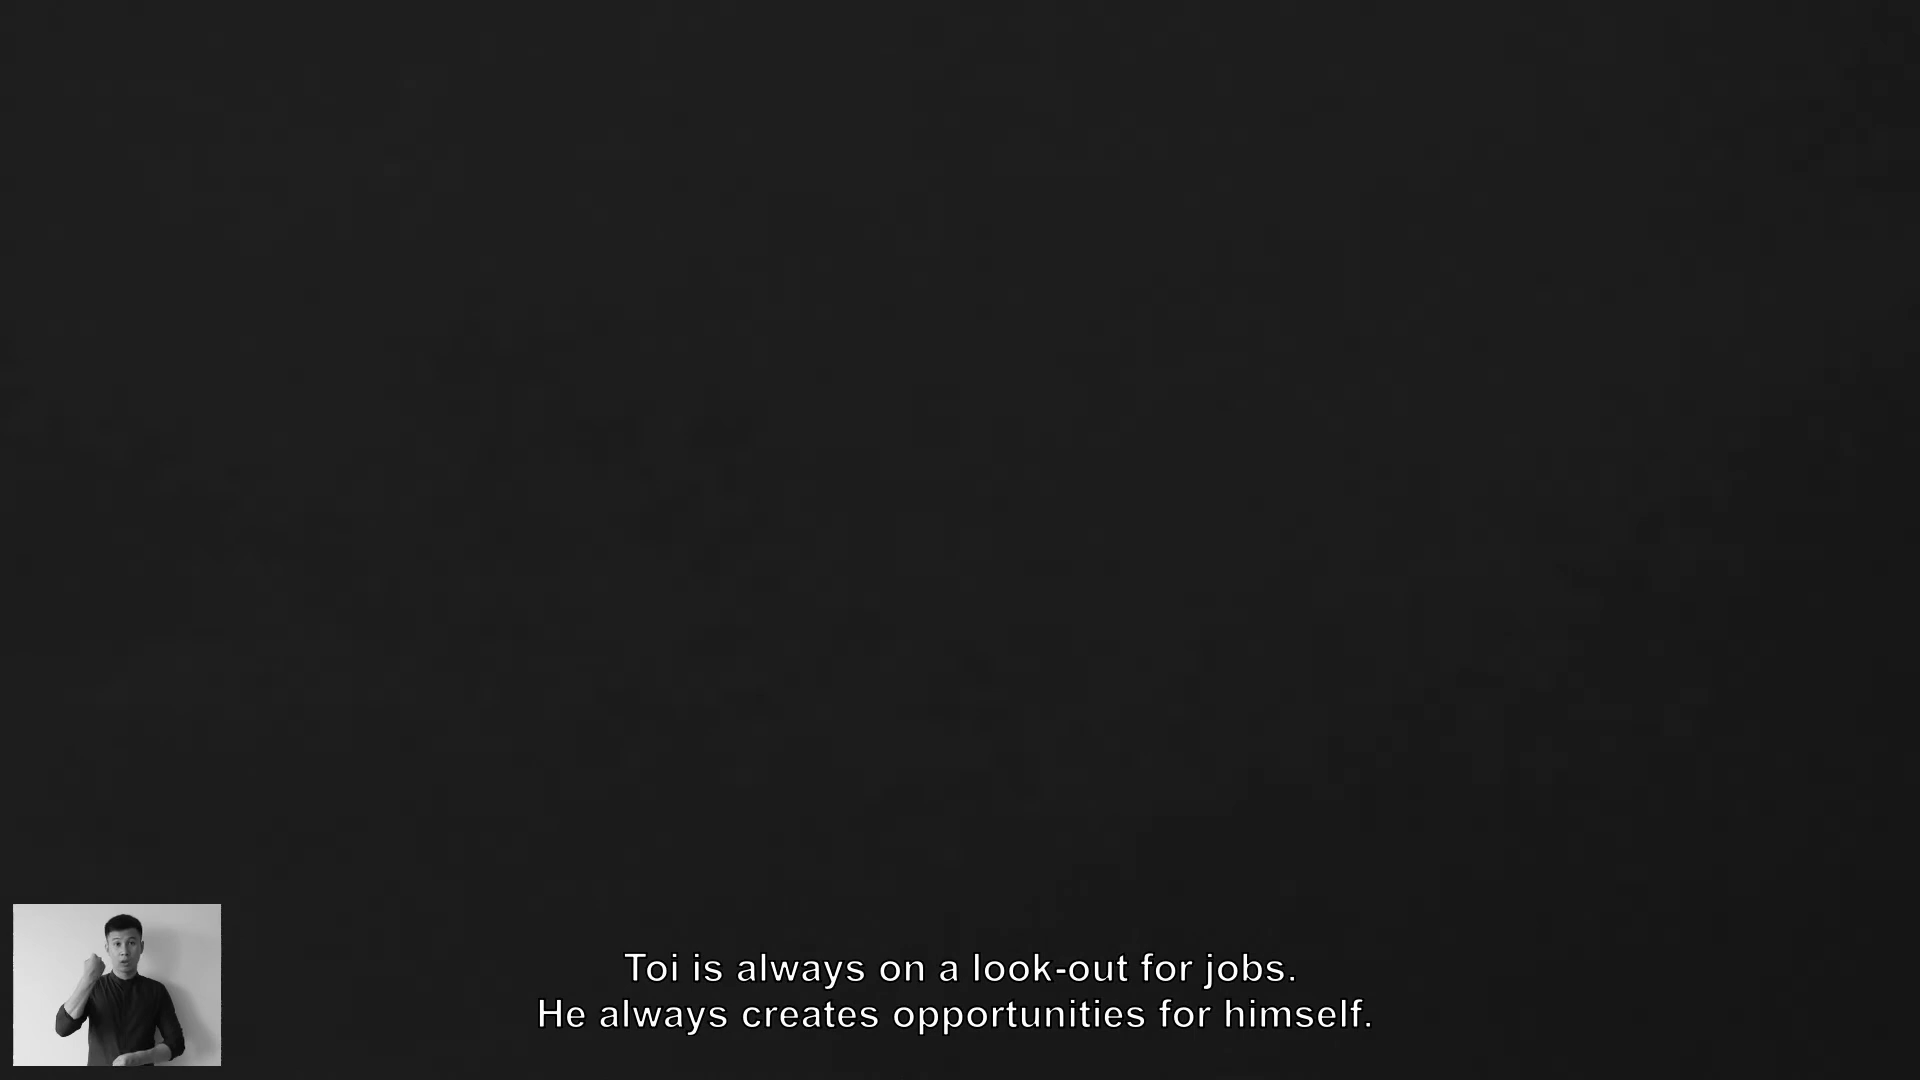 Toi is always on a look-out for jobs.
He always creates opportunities for himself.